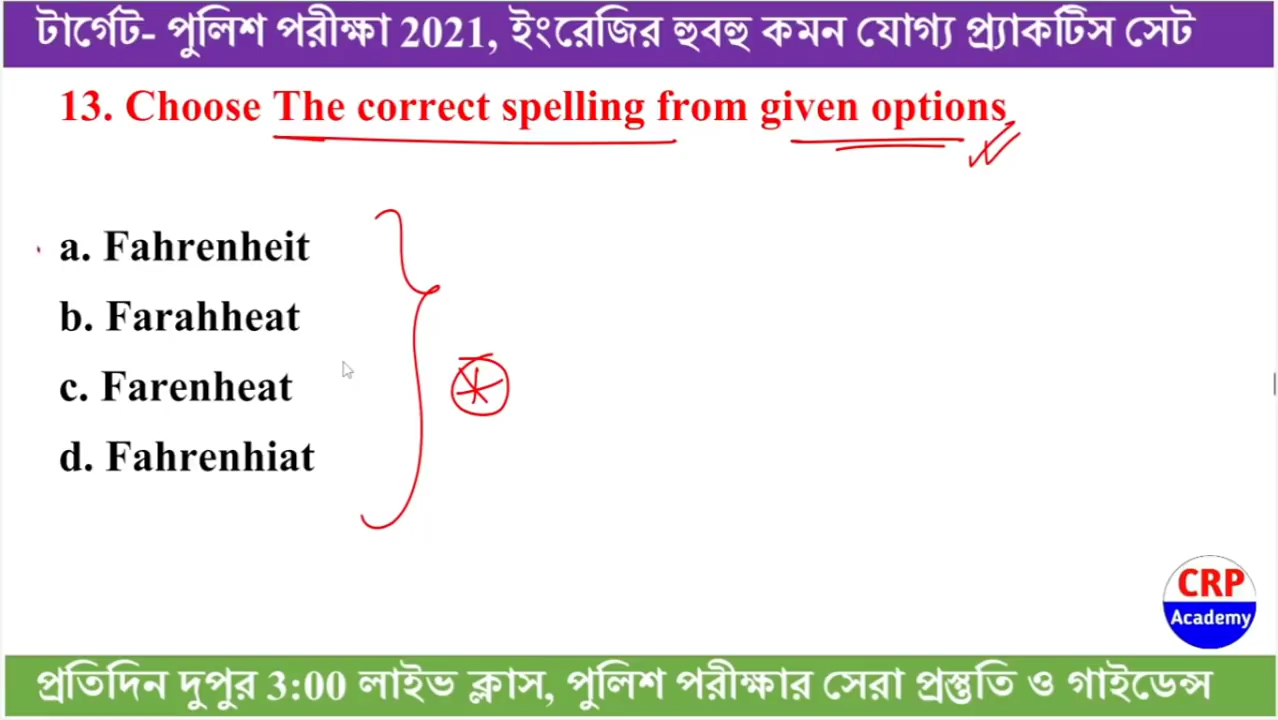 টার্গেট- পুলিশ পরীক্ষা 2021, ইংরেজির হুবহু কমন যোগ্য প্র্যাকটিস সেট
13. Choose The correct spelling from given options
a. Fahrenheit
b. Farahheat
c. Farenheat
d. Fahrenhiat
CRP
Academy
প্রতিদিন দুপুর 3:00 লাইভ ক্লাস, পুলিশ পরীক্ষার সেরা প্রস্তুতি ও গাইডেন্স